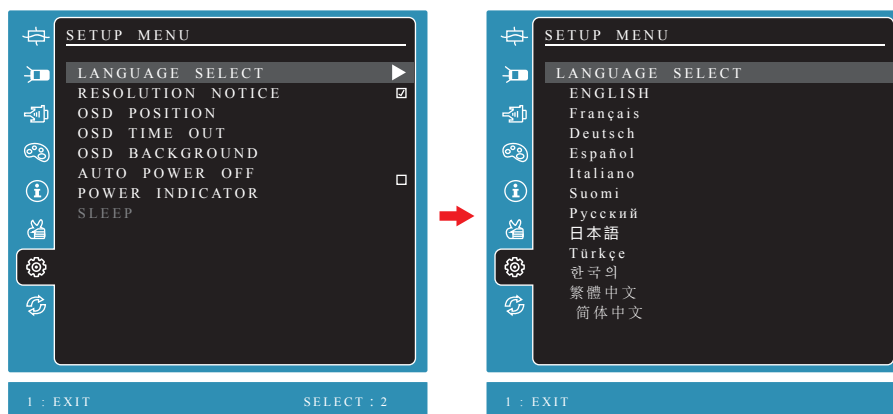 SETUP MENU
LANGUAGE SELECT
RESOLUTION NOTICE
OSD POSITION
OSD TIME OUT
OSD BACKGROUND
AUTO POWER OFF
POWER INDICATOR
SLEEP
1 : EXIT SELECT : 2
SETUP MENU
LANGUAGE SELECT
ENGLISH
Français
Deutsch
Español
Italiano
Suomi
Русский
日本語
Türkçe
한국의
繁體中文
简体中文
1 : EXIT